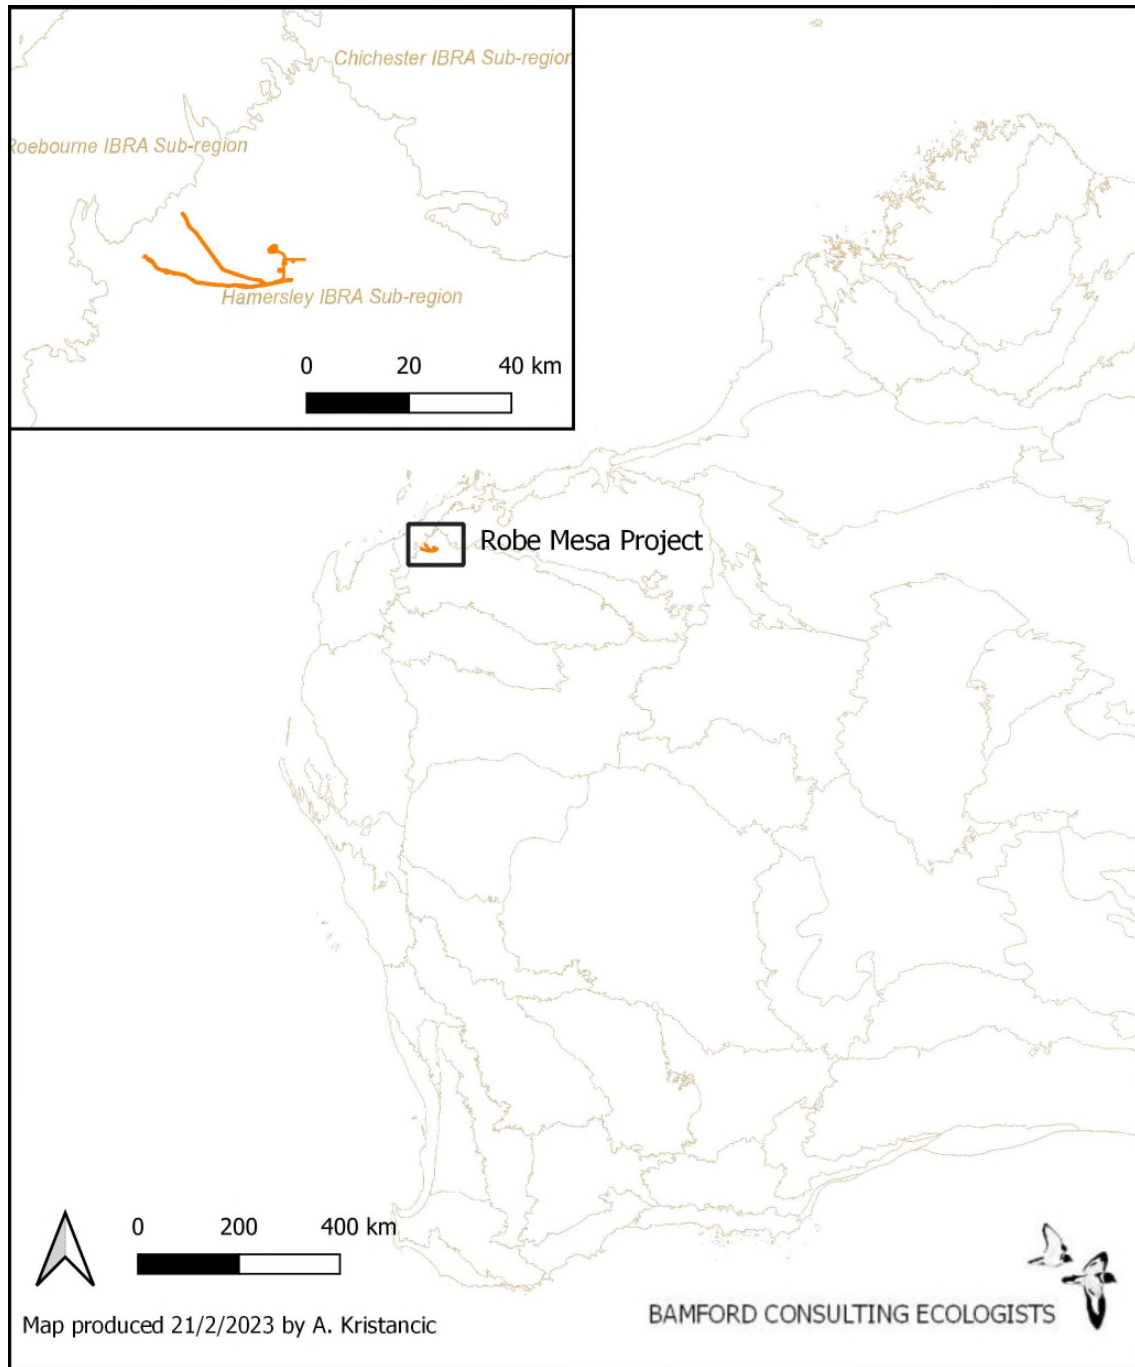 Chichester IBRA Sub-region
Roebourne IBRA Sub-region
Hamersley IBRA Sub-region
0 20 40 km
Robe Mesa Project
0 200 400 km
Map produced 21/2/2023 by A. Kristancic
BAMFORD CONSULTING ECOLOGISTS